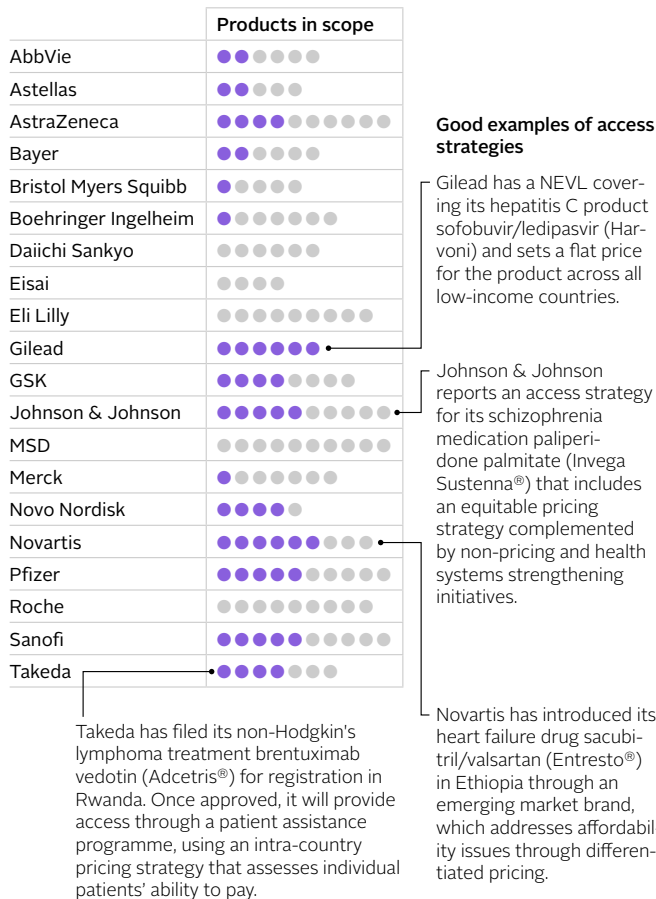 Products in scope
AbbVie
Astellas
AstraZeneca
Bayer
Bristol Myers Squibb
Boehringer Ingelheim
Daiichi Sankyo
Eisai
Eli Lilly
Gilead
GSK
Johnson & Johnson
MSD
Merck
Novo Nordisk
Novartis
Pfizer
Roche
Sanofi
Takeda
Good examples of access
strategies
Gilead has a NEVL cover-
ing its hepatitis C product
sofobuvir/ledipasvir (Har-
voni) and sets a flat price
for the product across all
low-income countries.
Johnson & Johnson
reports an access strategy
for its schizophrenia
medication paliperi-
done palmitate (Invega
Sustenna®) that includes
an equitable pricing
strategy complemented
by non-pricing and health
systems strengthening
initiatives.
Novartis has introduced its
heart failure drug sacubi-
tril/valsartan (Entresto®)
in Ethiopia through an
emerging market brand,
which addresses affordabil-
ity issues through differen-
tiated pricing.
Takeda has filed its non-Hodgkin's
lymphoma treatment brentuximab
vedotin (Adcetris®) for registration in
Rwanda. Once approved, it will provide
access through a patient assistance
programme, using an intra-country
pricing strategy that assesses individual
patients' ability to pay.